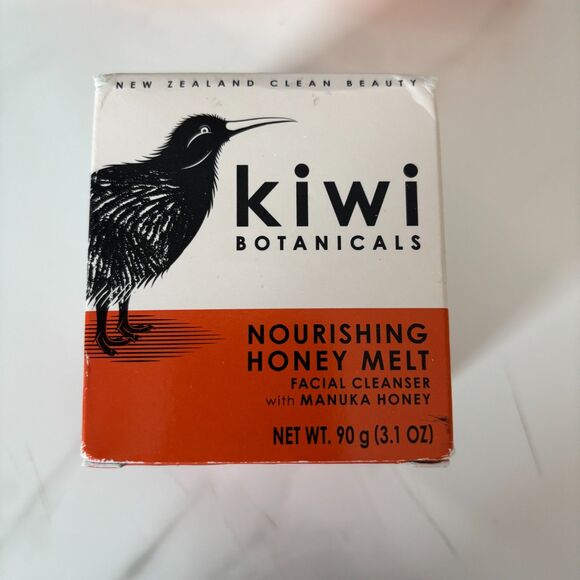 NEW ZEALAND CLEAN BEAUTY
kiwi
BOTANICALS
NOURISHING
HONEY MELT
FACIAL CLEANSER
with MANUKA HONEY
NET WT. 90 g (3.1 OZ)